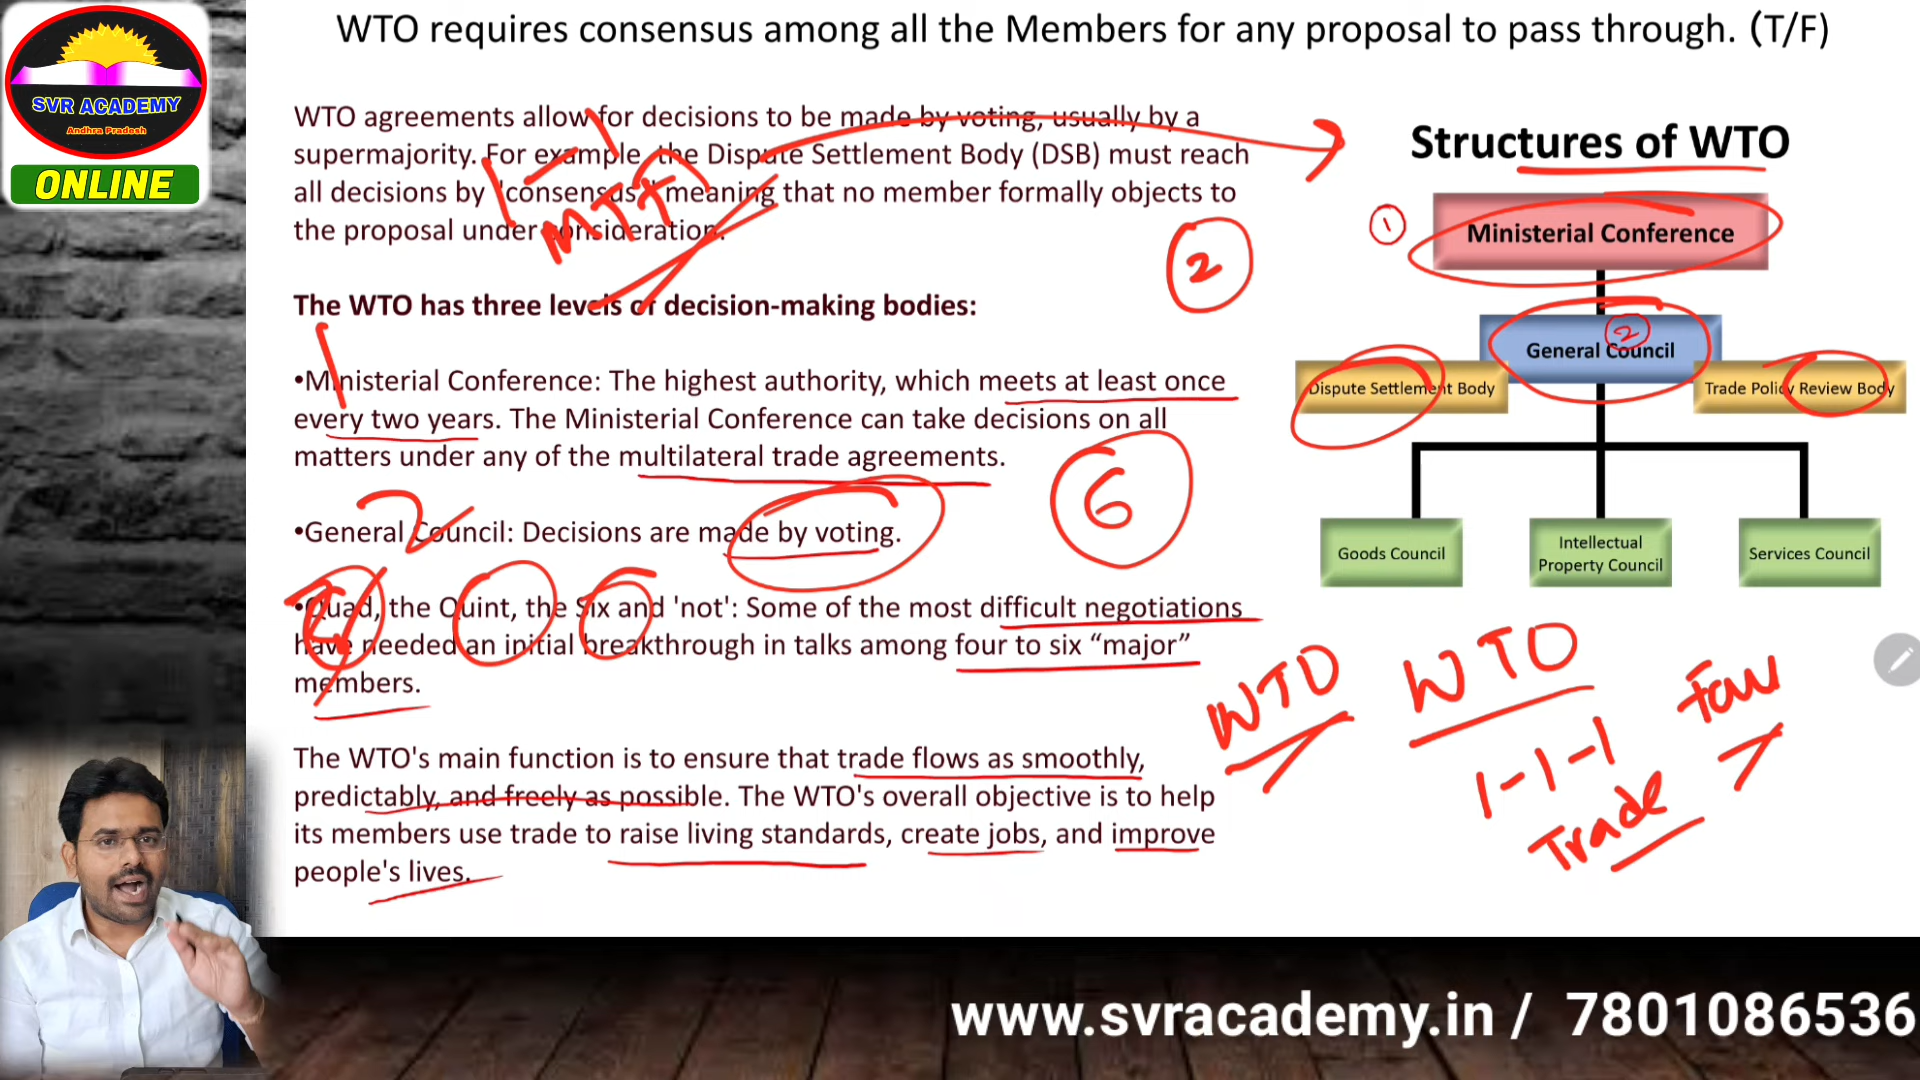 WTO requires consensus among all the Members for any proposal to pass through. (T/F)
SVR ACADEMY
Andhra Pradesh
ONLINE
WTO agreements allow for decisions to be made by voting, usually by a
supermajority. For example, the Dispute Settlement Body (DSB) must reach
all decisions by "consensus," meaning that no member formally objects to
the proposal under consideration.
The WTO has three levels of decision-making bodies:
•Ministerial Conference: The highest authority, which meets at least once
every two years. The Ministerial Conference can take decisions on all
matters under any of the multilateral trade agreements.
•General Council: Decisions are made by voting.
•Quad, the Quint, the Six and 'not': Some of the most difficult negotiations
have needed an initial breakthrough in talks among four to six “major”
members.
The WTO's main function is to ensure that trade flows as smoothly,
predictably, and freely as possible. The WTO's overall objective is to help
its members use trade to raise living standards, create jobs, and improve
people's lives.
2
6
1
2
Structures of WTO
1
Ministerial Conference
2
General Council
Dispute Settlement Body
Trade Policy Review Body
Goods Council
Intellectual
Property Council
Services Council
WTO
WTO
1-1-1
Trade
www.svracademy.in / 7801086536